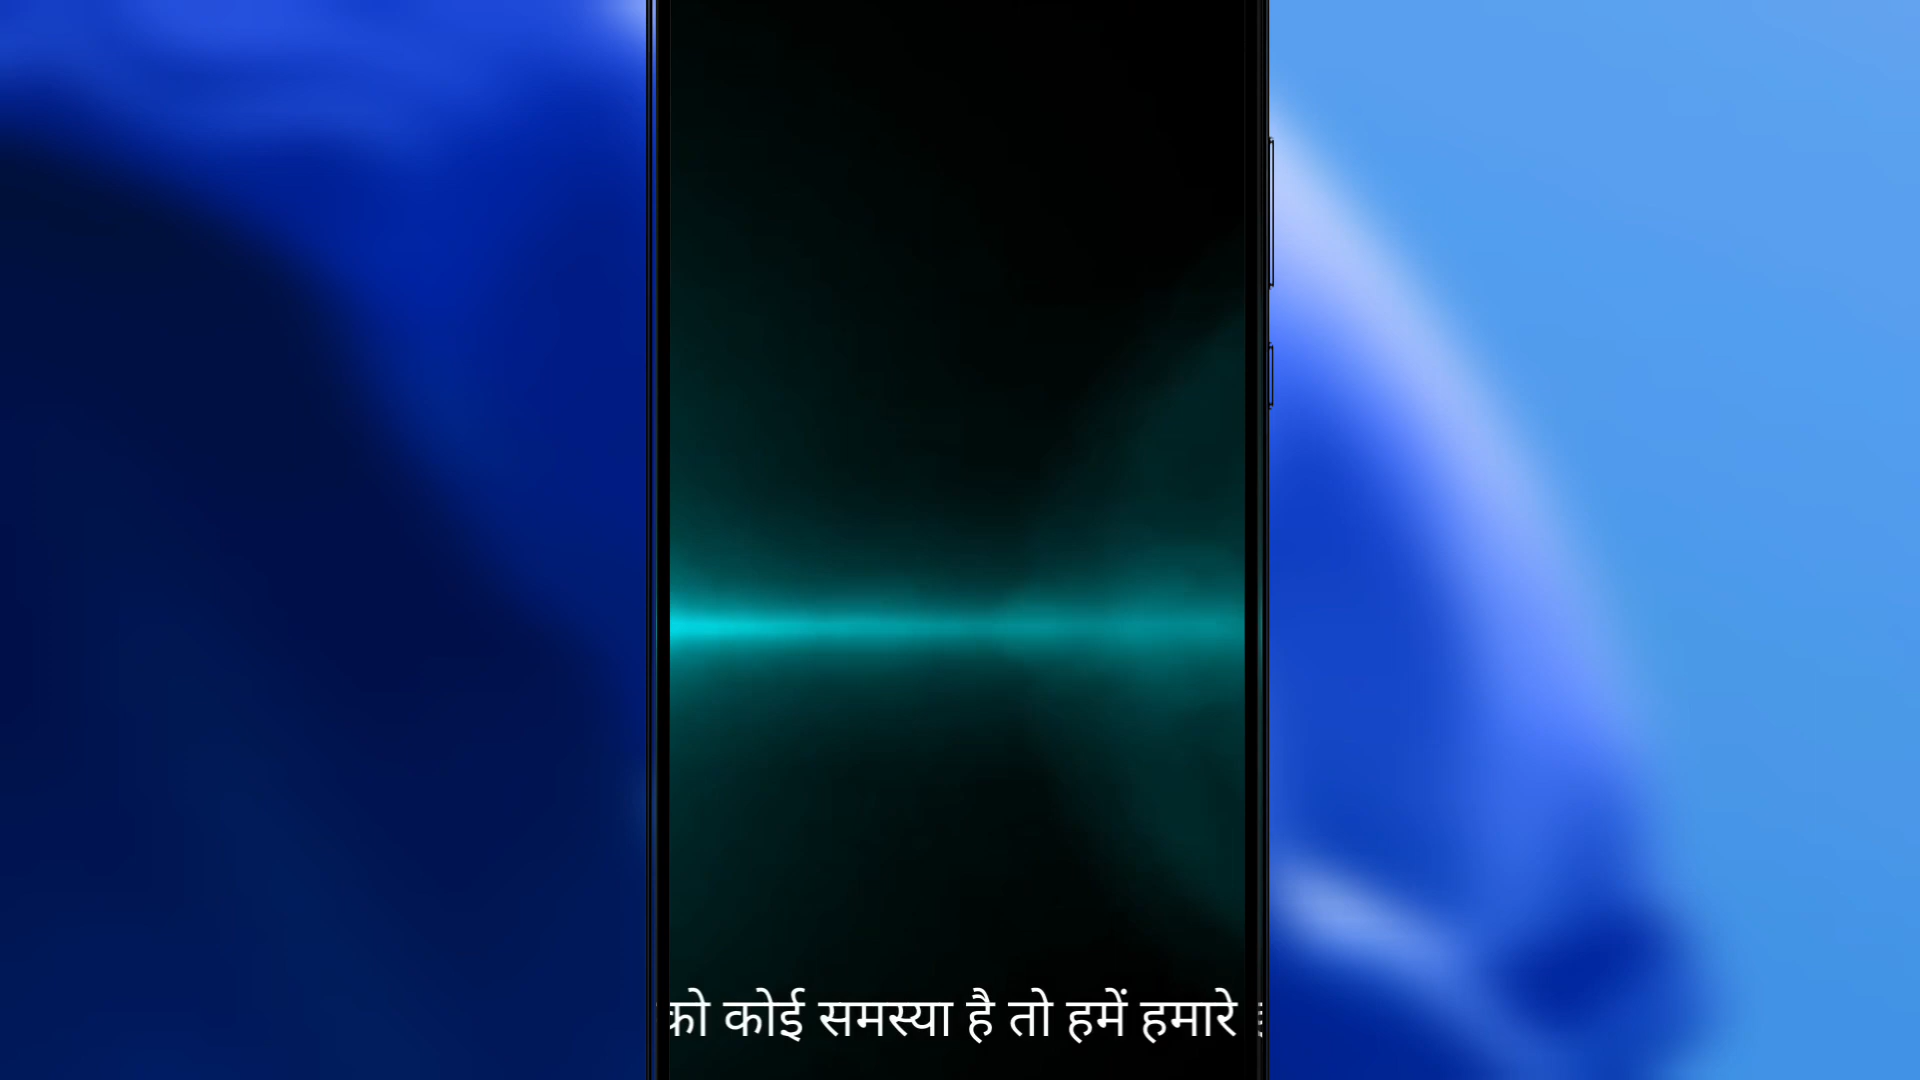 को कोई समस्या है तो हमें हमारे